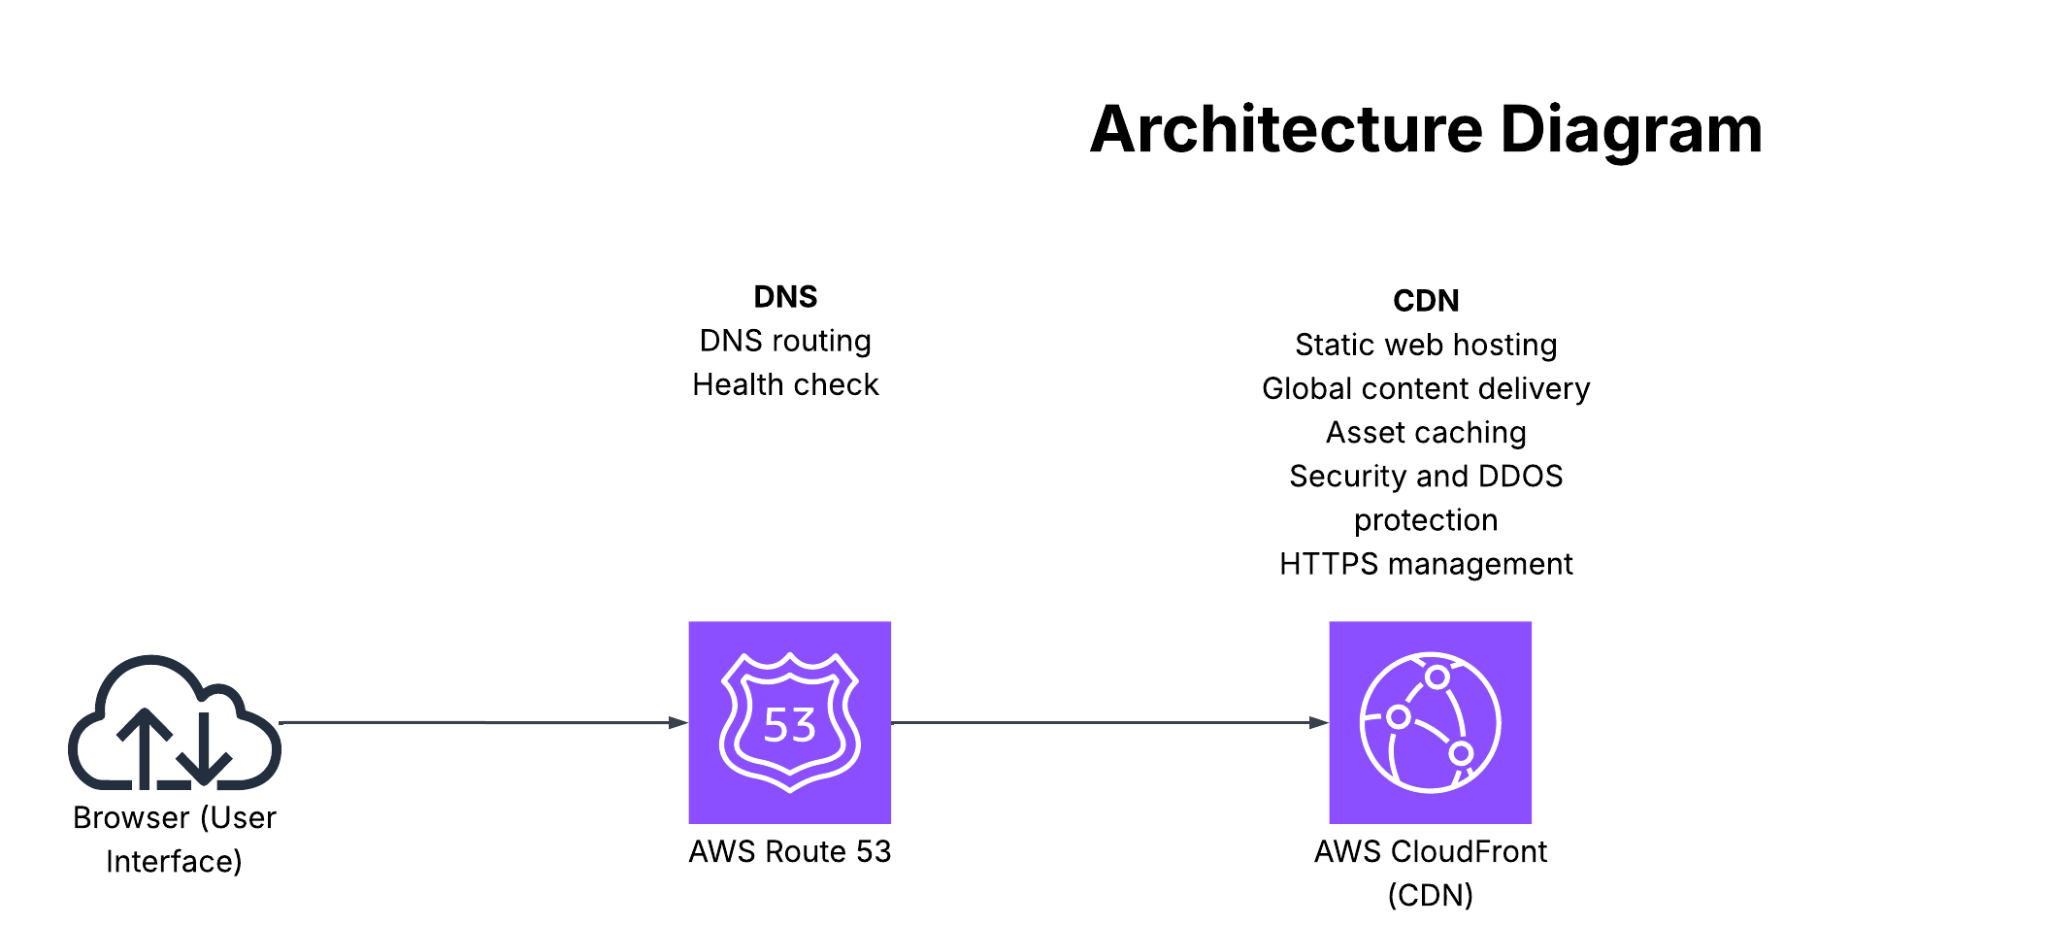 Architecture Diagram
DNS
DNS routing
Health check
CDN
Static web hosting
Global content delivery
Asset caching
Security and DDOS
protection
HTTPS management
53
Browser (User
Interface)
AWS Route 53
AWS CloudFront
(CDN)